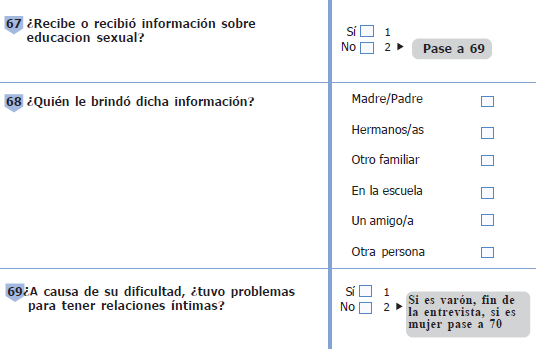 67 ¿Recibe o recibió información sobre
educacion sexual?
Sí 1
No 2
Pase a 69
68 ¿Quién le brindó dicha información?
Madre/Padre
Hermanos/as
Otro familiar
En la escuela
Un amigo/a
Otra persona
69 ¿A causa de su dificultad, ¿tuvo problemas
para tener relaciones íntimas?
Sí 1
No 2
Si es varón, fin de
la entrevista, si es
mujer pase a 70